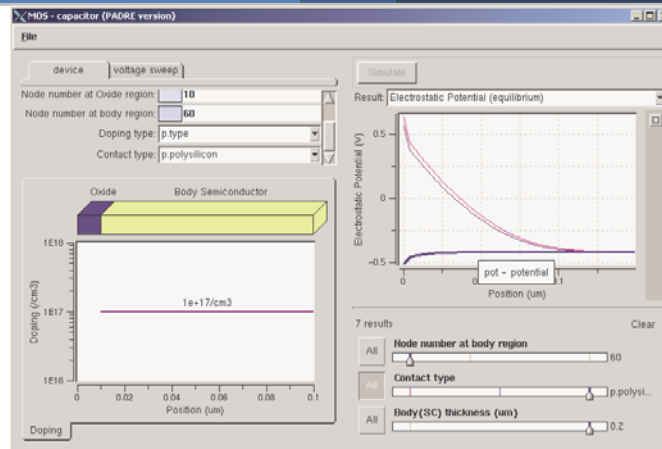 MOS - capacitor (PADRE version)
File
device
voltage sweep
Node number at Oxide region: 10
Node number at body region: 60
Doping type: p.type
Contact type: p.polysilicon
Oxide Body Semiconductor
1E18
1E17
1E16
Doping (/cm3)
1e+17/cm3
0 0.02 0.04 0.06 0.08 0.1
Position (um)
Doping
Simulate
Result: Electrostatic Potential (equilibrium)
Electrostatic Potential (V)
0.5
0
-0.5
pot - potential
0 0.1
Position (um)
7 results
Clear
All
Node number at body region
60
All
Contact type
p.polysi...
All
Body(SC) thickness (um)
0.2